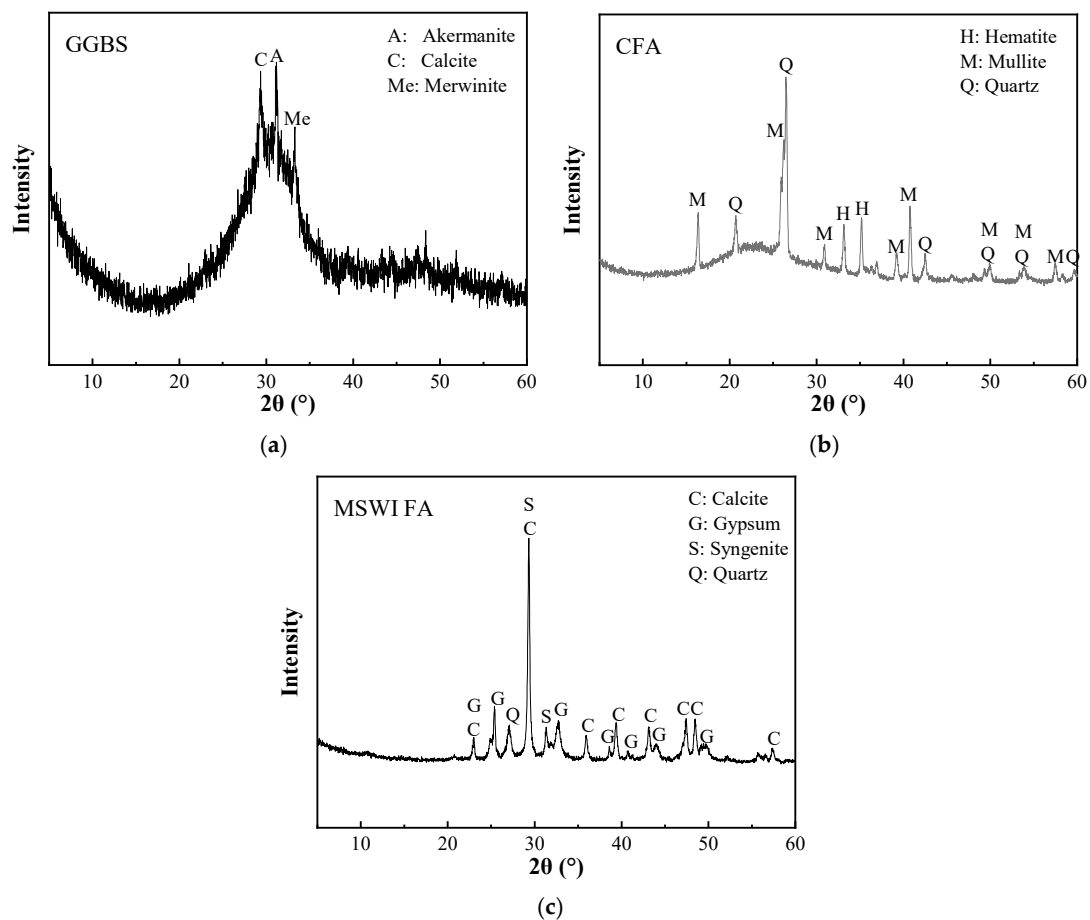 GGBS
A: Akermanite
C: Calcite
Me: Merwinite
C
A
Me
Intensity
10 20 30 40 50 60
2θ (°)
(a)
CFA
H: Hematite
M: Mullite
Q: Quartz
Q
M
M
Q
M
H
H
M
M
Q
M
Q
M
Q
M
Q
Intensity
10 20 30 40 50 60
2θ (°)
(b)
MSWI FA
C: Calcite
G: Gypsum
S: Syngenite
Q: Quartz
S
C
G
C
G
Q
S
G
C
G
C
G
C
G
C
C
G
C
Intensity
10 20 30 40 50 60
2θ (°)
(c)